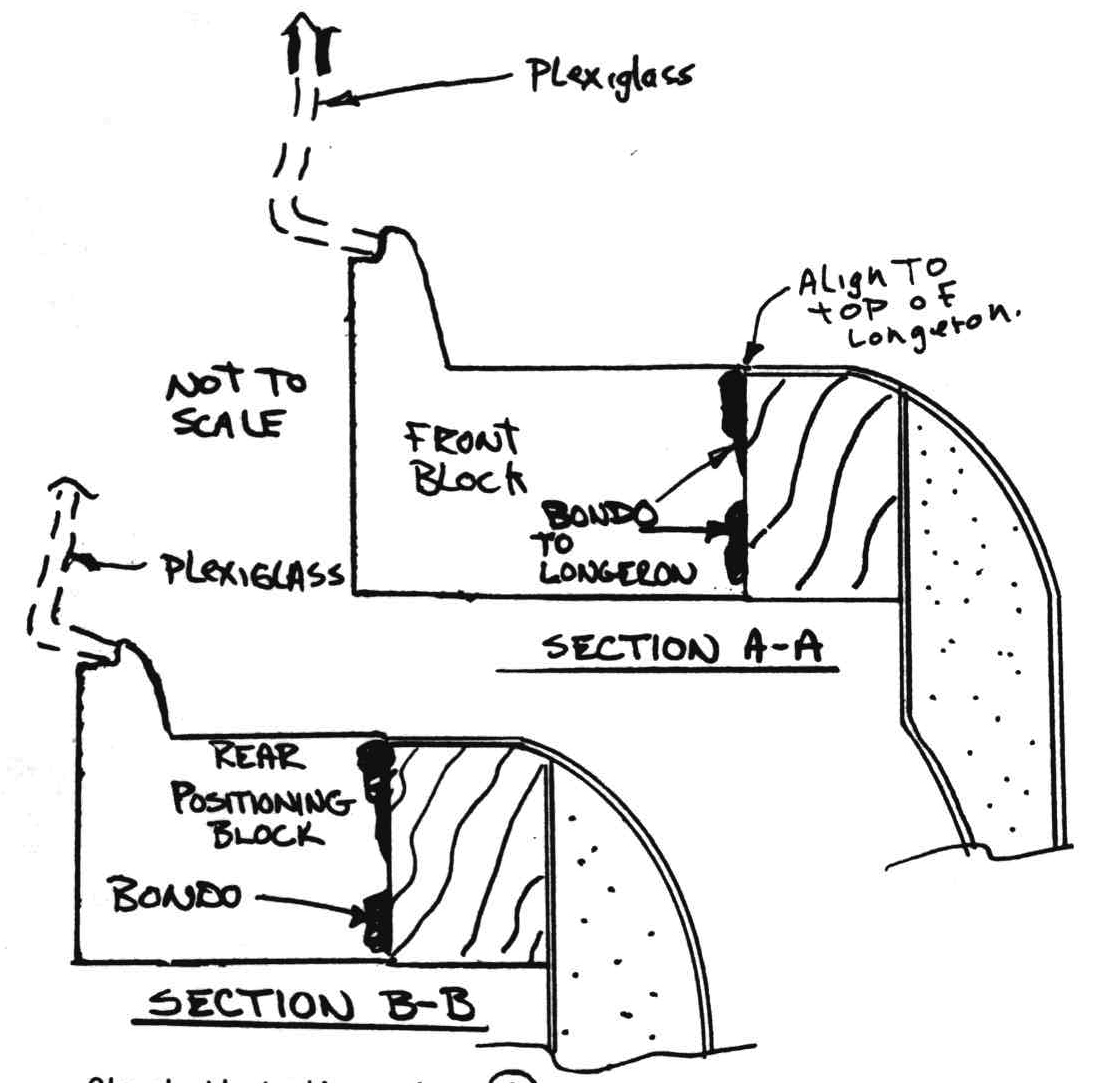 PLexiglass
ALign To
top of
Longeron.
NOT TO
SCALE
FRONT
BLOCK
BONDO
TO
LONGERON
PLEXIGLASS
SECTION A-A
REAR
POSITIONING
BLOCK
BONDO
SECTION B-B